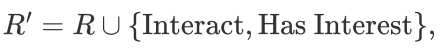 R′ = R ∪ {Interact, Has Interest},